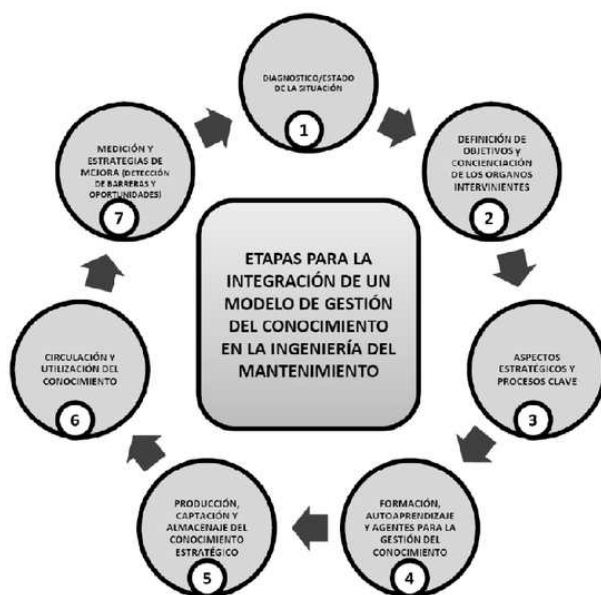 DIAGNOSTICO/ESTADO
DE LA SITUACIÓN
1
DEFINICIÓN DE
OBJETIVOS y
CONCIENCIACIÓN
DE LOS ORGANOS
INTERVINIENTES
2
ASPECTOS
ESTRATÉGICOS Y
PROCESOS CLAVE
3
FORMACIÓN,
AUTOAPRENDIZAJE
Y AGENTES PARA LA
GESTIÓN DEL
CONOCIMIENTO
4
PRODUCCIÓN,
CAPTACIÓN Y
ALMACENAJE DEL
CONOCIMIENTO
ESTRATÉGICO
5
CIRCULACIÓN Y
UTILIZACIÓN DEL
CONOCIMIENTO
6
MEDICIÓN Y
ESTRATEGIAS DE
MEJORA (DETECCIÓN
DE BARRERAS Y
OPORTUNIDADES)
7
ETAPAS PARA LA
INTEGRACIÓN DE UN
MODELO DE GESTIÓN
DEL CONOCIMIENTO
EN LA INGENIERÍA DEL
MANTENIMIENTO